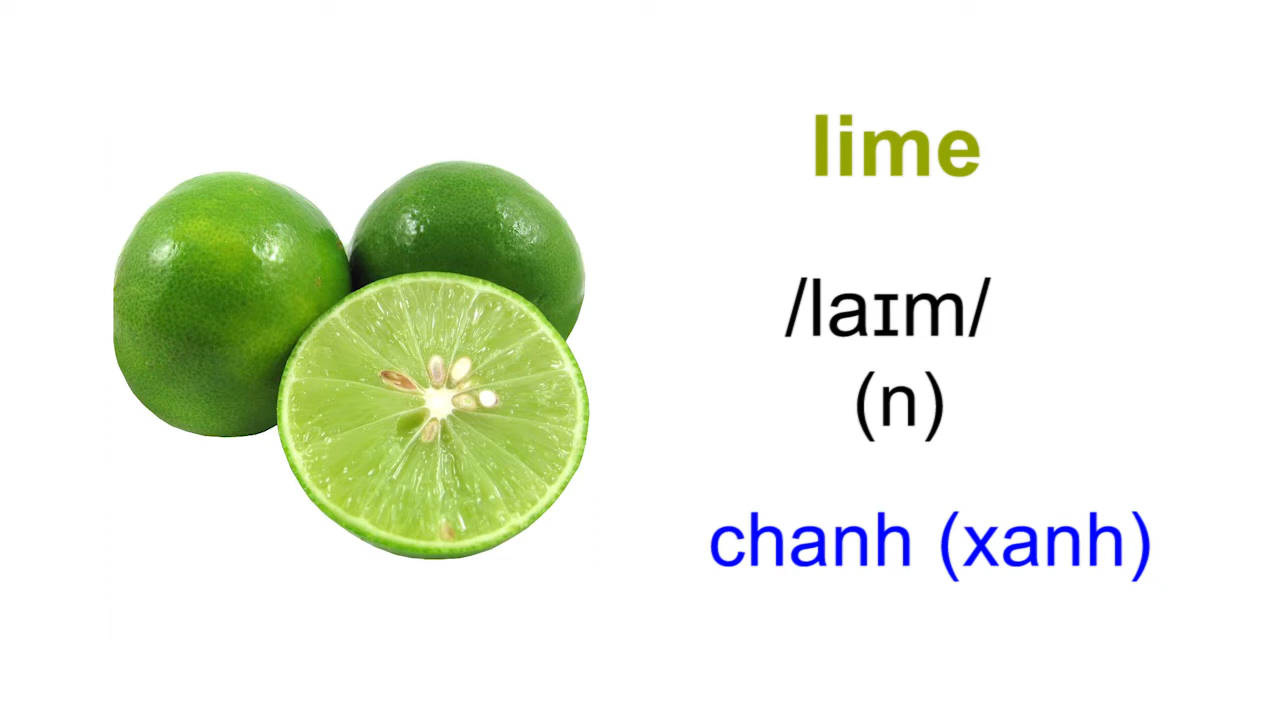 lime
/laɪm/
(n)
chanh (xanh)